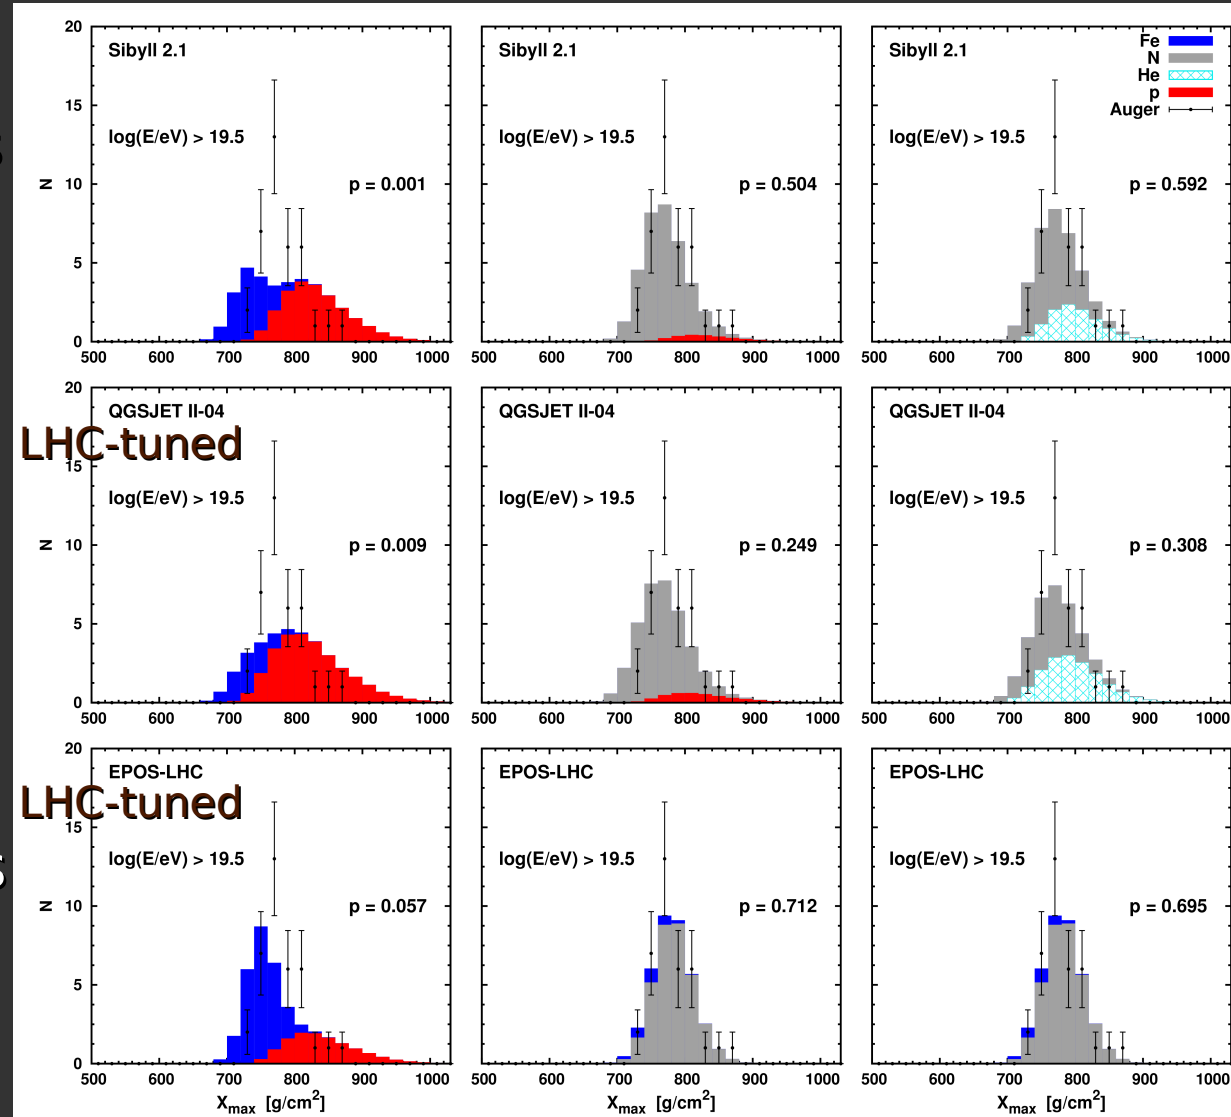 20
15
10
5
0
N
Sibyll 2.1
log(E/eV) > 19.5
p = 0.001
500 600 700 800 900 1000
Sibyll 2.1
log(E/eV) > 19.5
p = 0.504
500 600 700 800 900 1000
Sibyll 2.1
Fe
N
He
p
Auger
log(E/eV) > 19.5
p = 0.592
500 600 700 800 900 1000
20
15
10
5
0
N
QGSJET II-04
LHC-tuned
log(E/eV) > 19.5
p = 0.009
500 600 700 800 900 1000
QGSJET II-04
log(E/eV) > 19.5
p = 0.249
500 600 700 800 900 1000
QGSJET II-04
log(E/eV) > 19.5
p = 0.308
500 600 700 800 900 1000
20
15
10
5
0
N
EPOS-LHC
LHC-tuned
log(E/eV) > 19.5
p = 0.057
500 600 700 800 900 1000
Xmax [g/cm²]
EPOS-LHC
log(E/eV) > 19.5
p = 0.712
500 600 700 800 900 1000
Xmax [g/cm²]
EPOS-LHC
log(E/eV) > 19.5
p = 0.695
500 600 700 800 900 1000
Xmax [g/cm²]